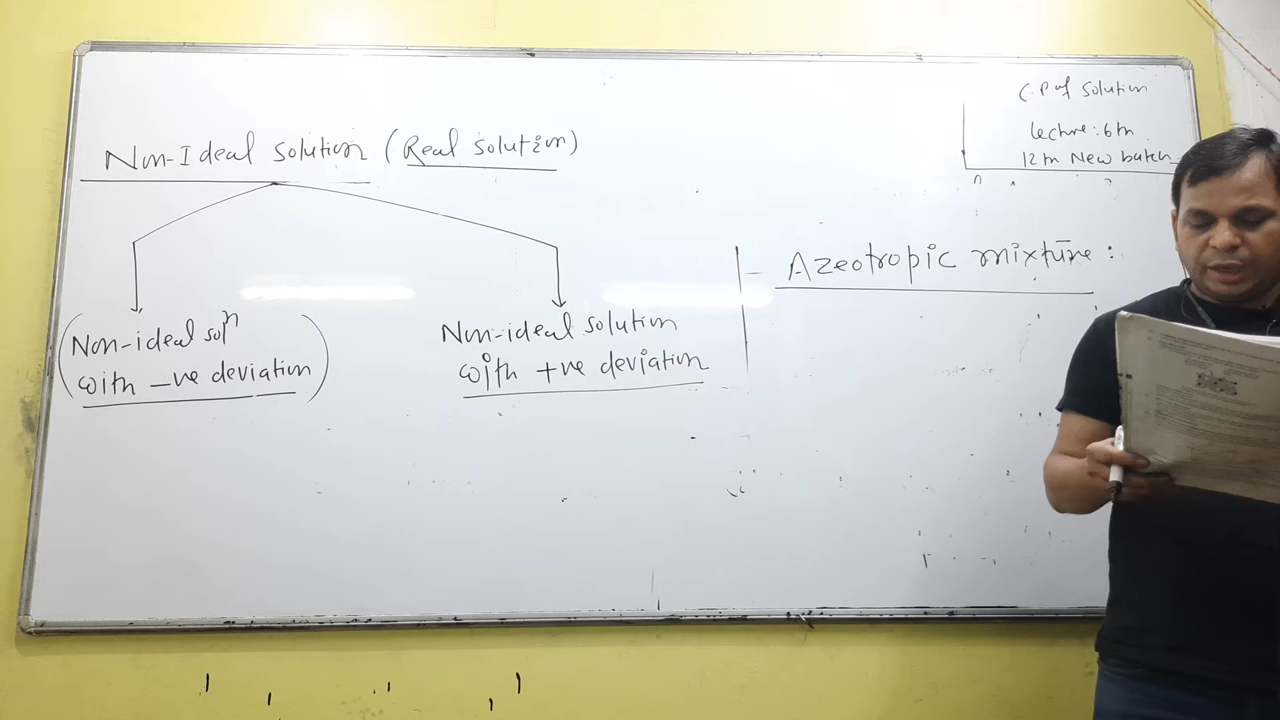 Non-Ideal solution (Real solution)
Non-ideal solⁿ
with -ve deviation
Non-ideal solution
with +ve deviation
Azeotropic mixture :
C.P of Solution
lecture: 6th
12th New batch